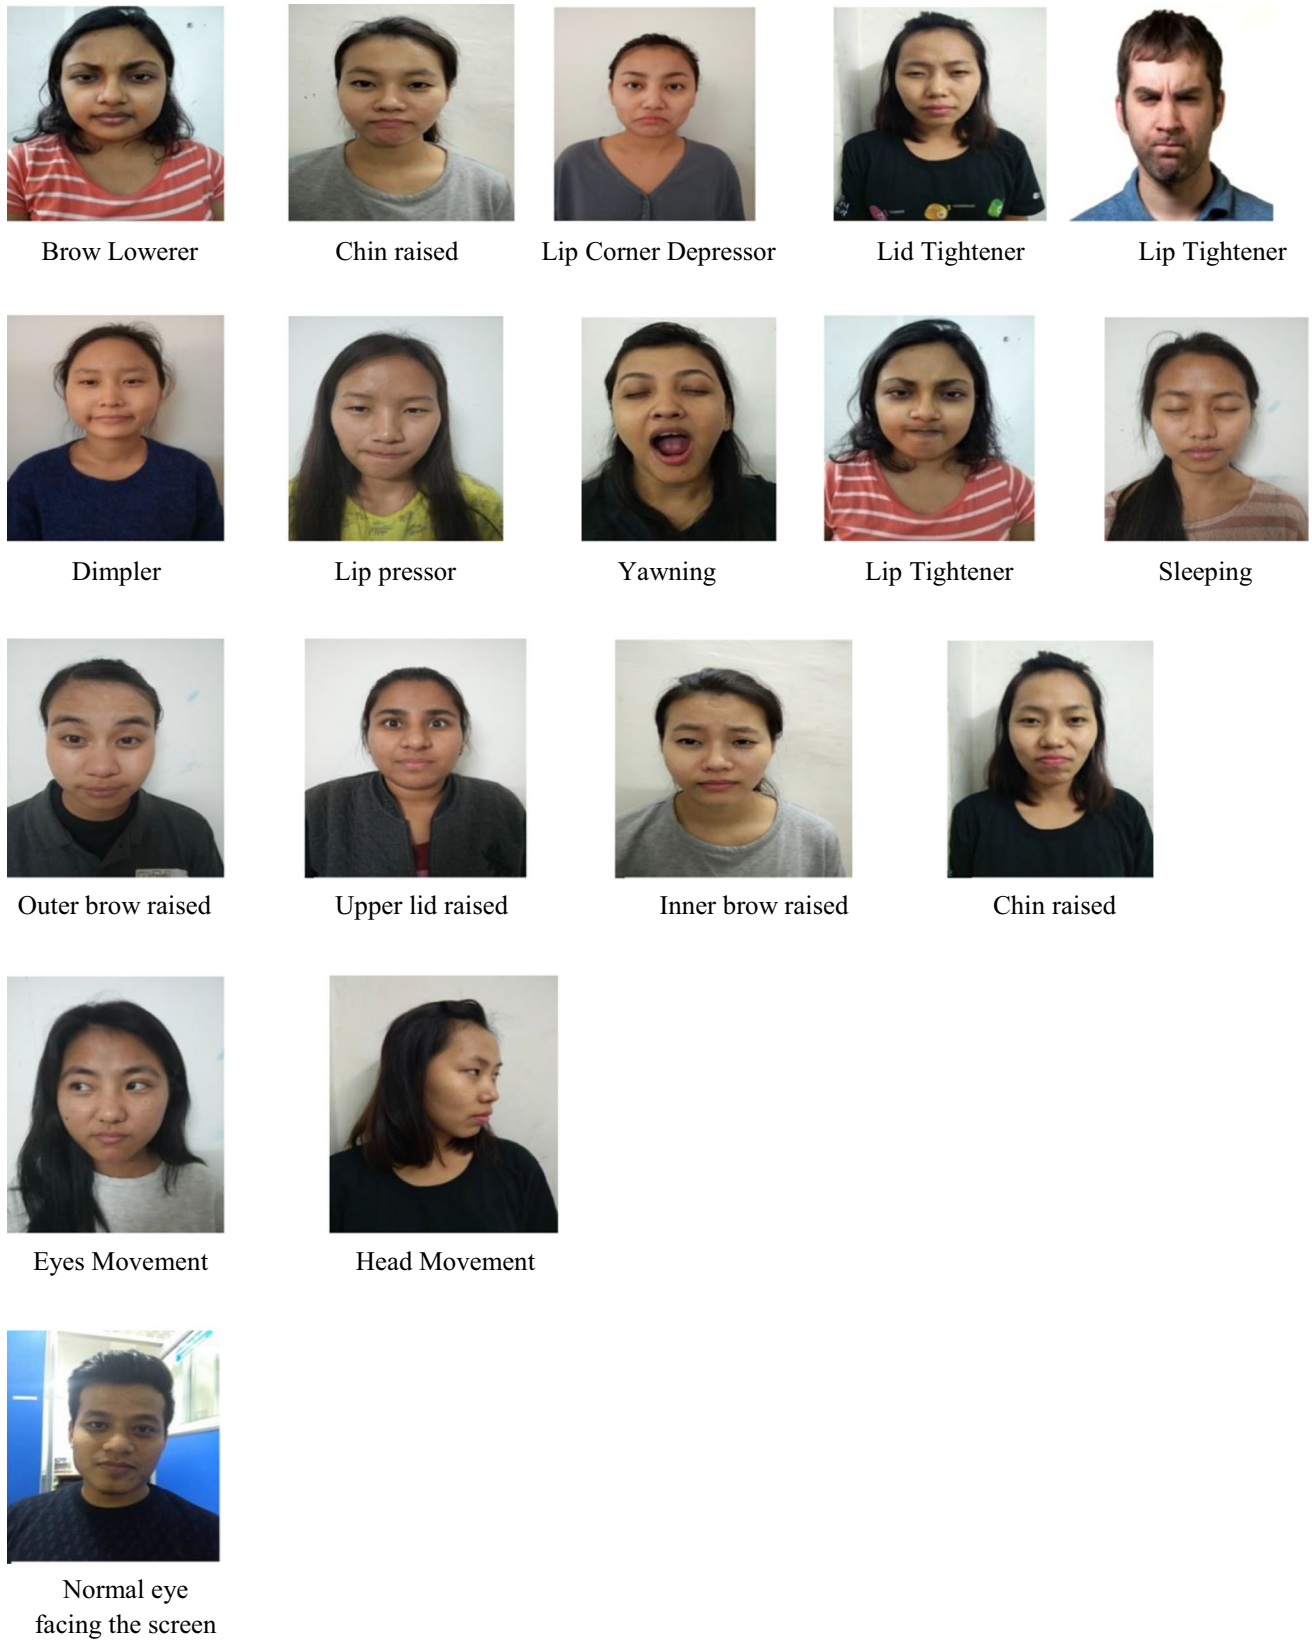 Brow Lowerer
Chin raised
Lip Corner Depressor
Lid Tightener
Lip Tightener
Dimpler
Lip pressor
Yawning
Lip Tightener
Sleeping
Outer brow raised
Upper lid raised
Inner brow raised
Chin raised
Eyes Movement
Head Movement
Normal eye
facing the screen